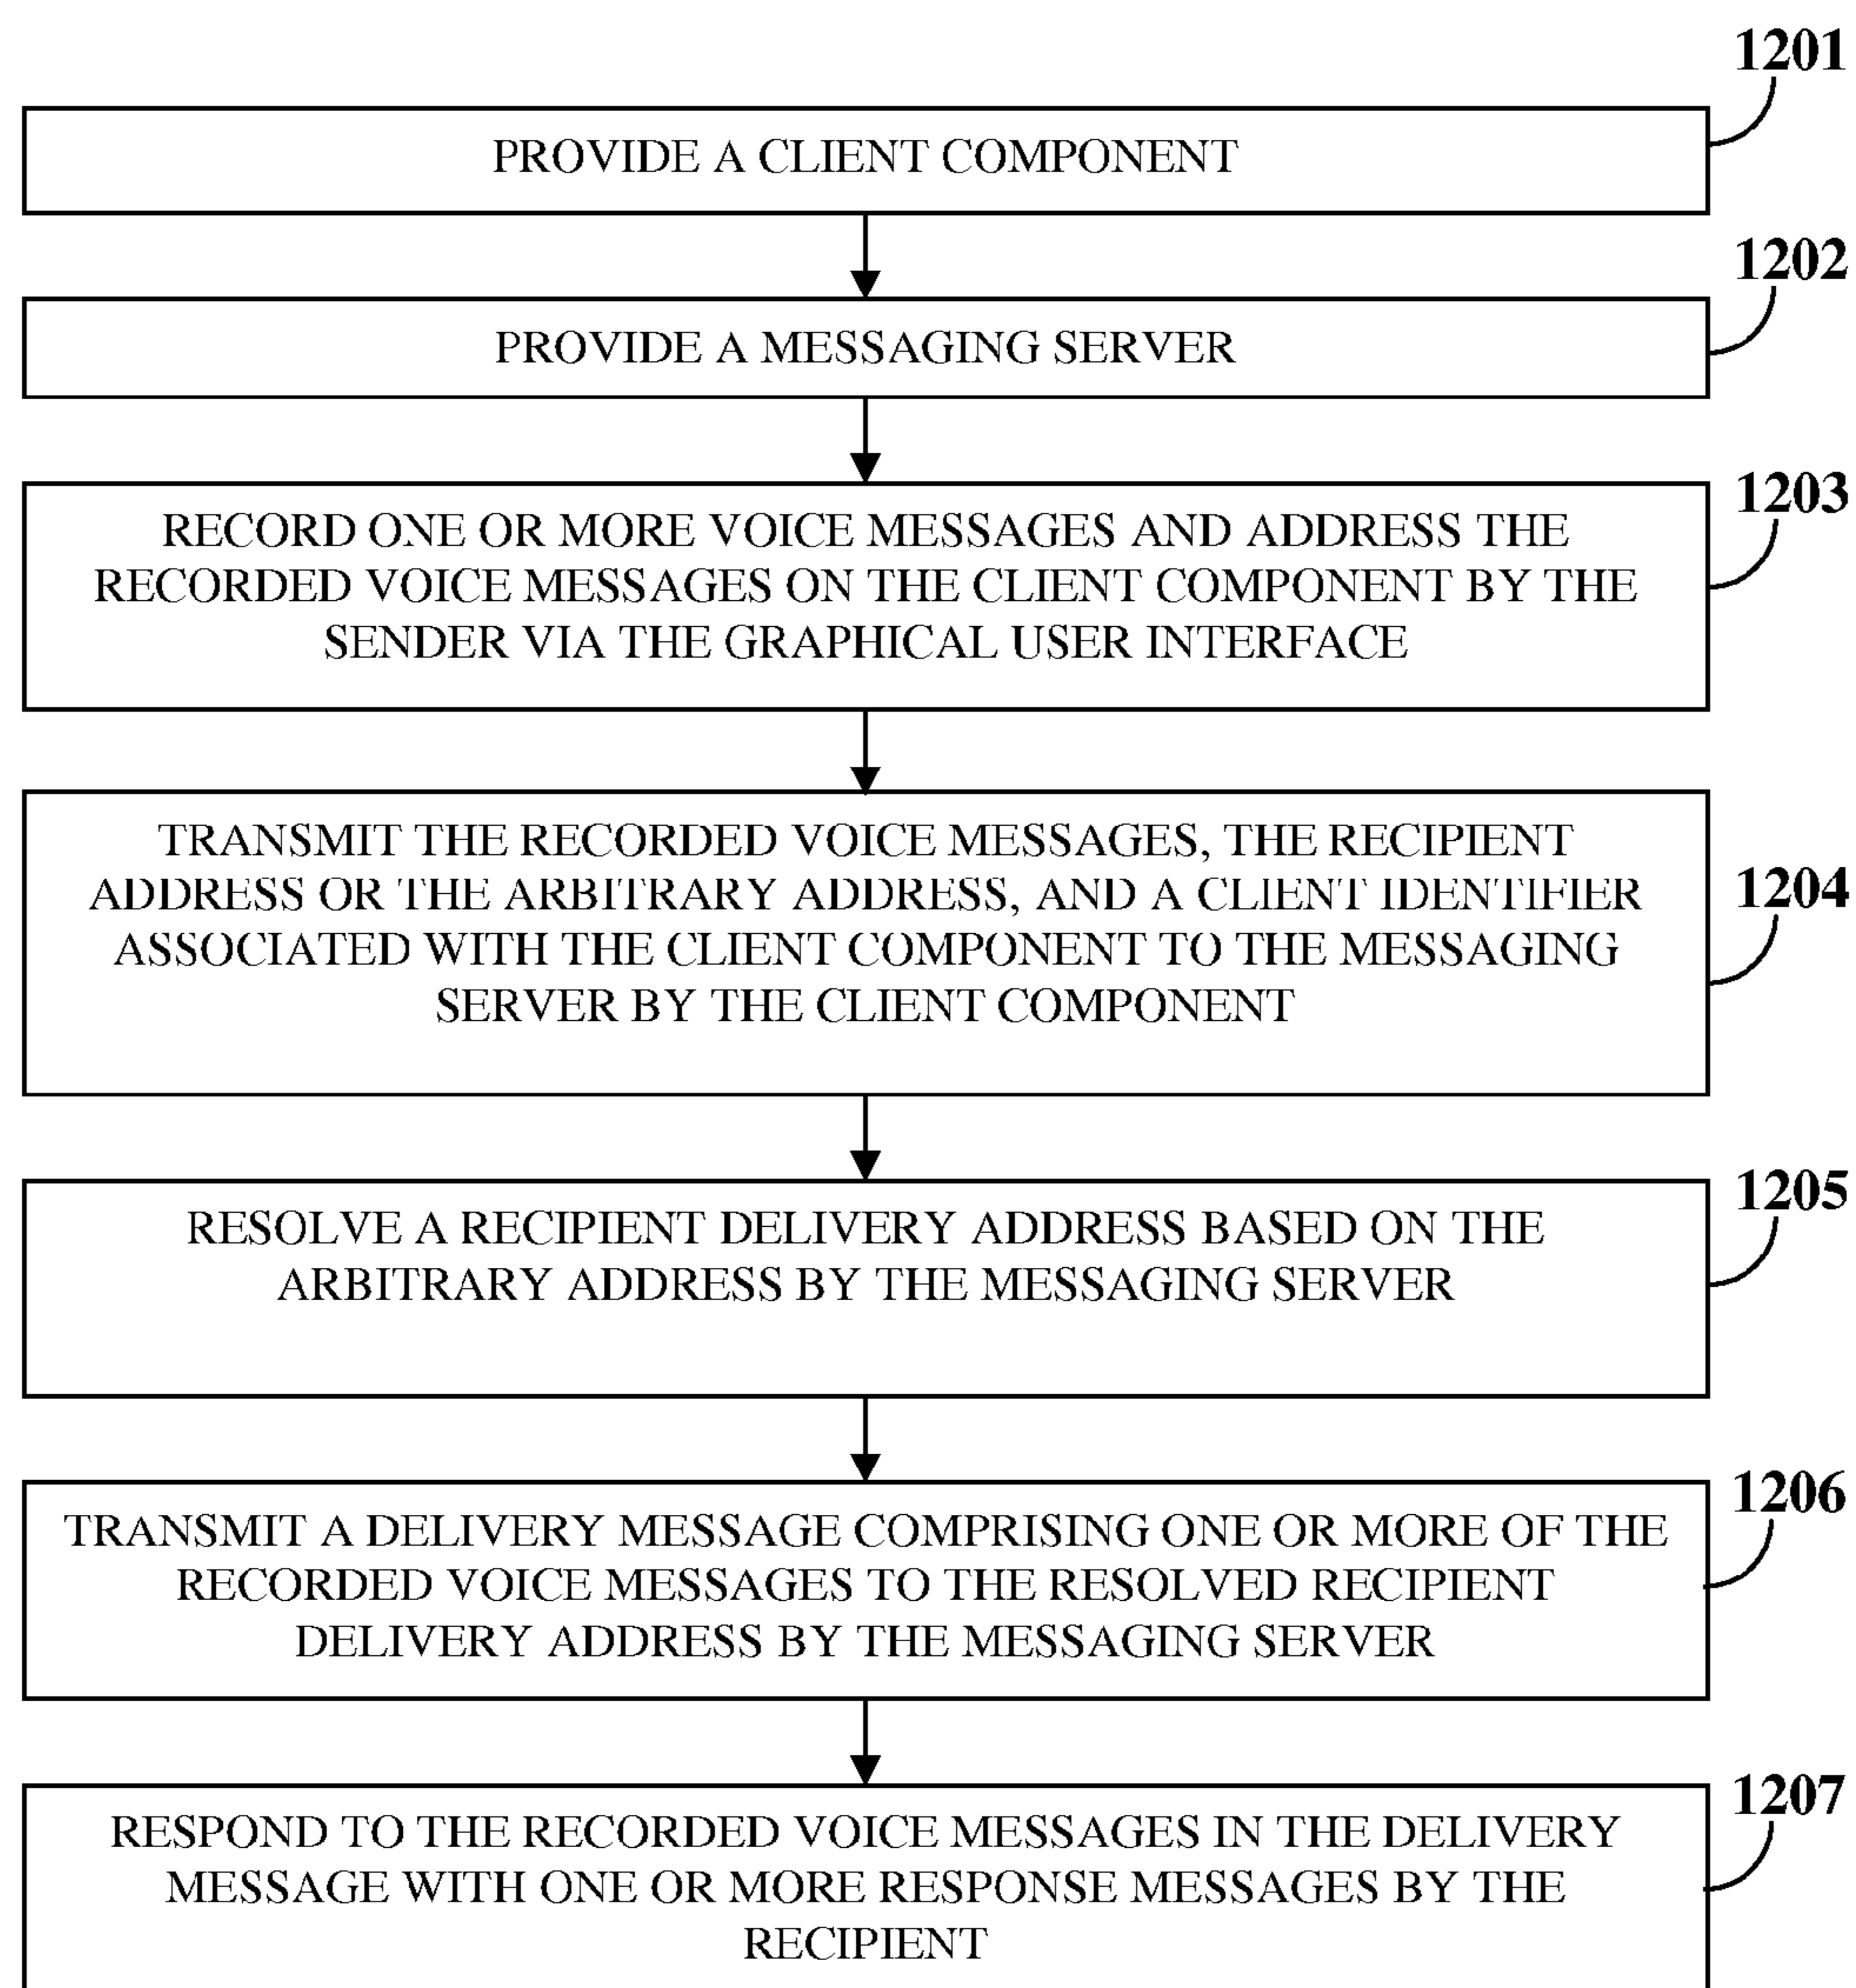 1201
PROVIDE A CLIENT COMPONENT
1202
PROVIDE A MESSAGING SERVER
1203
RECORD ONE OR MORE VOICE MESSAGES AND ADDRESS THE
RECORDED VOICE MESSAGES ON THE CLIENT COMPONENT BY THE
SENDER VIA THE GRAPHICAL USER INTERFACE
1204
TRANSMIT THE RECORDED VOICE MESSAGES, THE RECIPIENT
ADDRESS OR THE ARBITRARY ADDRESS, AND A CLIENT IDENTIFIER
ASSOCIATED WITH THE CLIENT COMPONENT TO THE MESSAGING
SERVER BY THE CLIENT COMPONENT
1205
RESOLVE A RECIPIENT DELIVERY ADDRESS BASED ON THE
ARBITRARY ADDRESS BY THE MESSAGING SERVER
1206
TRANSMIT A DELIVERY MESSAGE COMPRISING ONE OR MORE OF THE
RECORDED VOICE MESSAGES TO THE RESOLVED RECIPIENT
DELIVERY ADDRESS BY THE MESSAGING SERVER
1207
RESPOND TO THE RECORDED VOICE MESSAGES IN THE DELIVERY
MESSAGE WITH ONE OR MORE RESPONSE MESSAGES BY THE
RECIPIENT